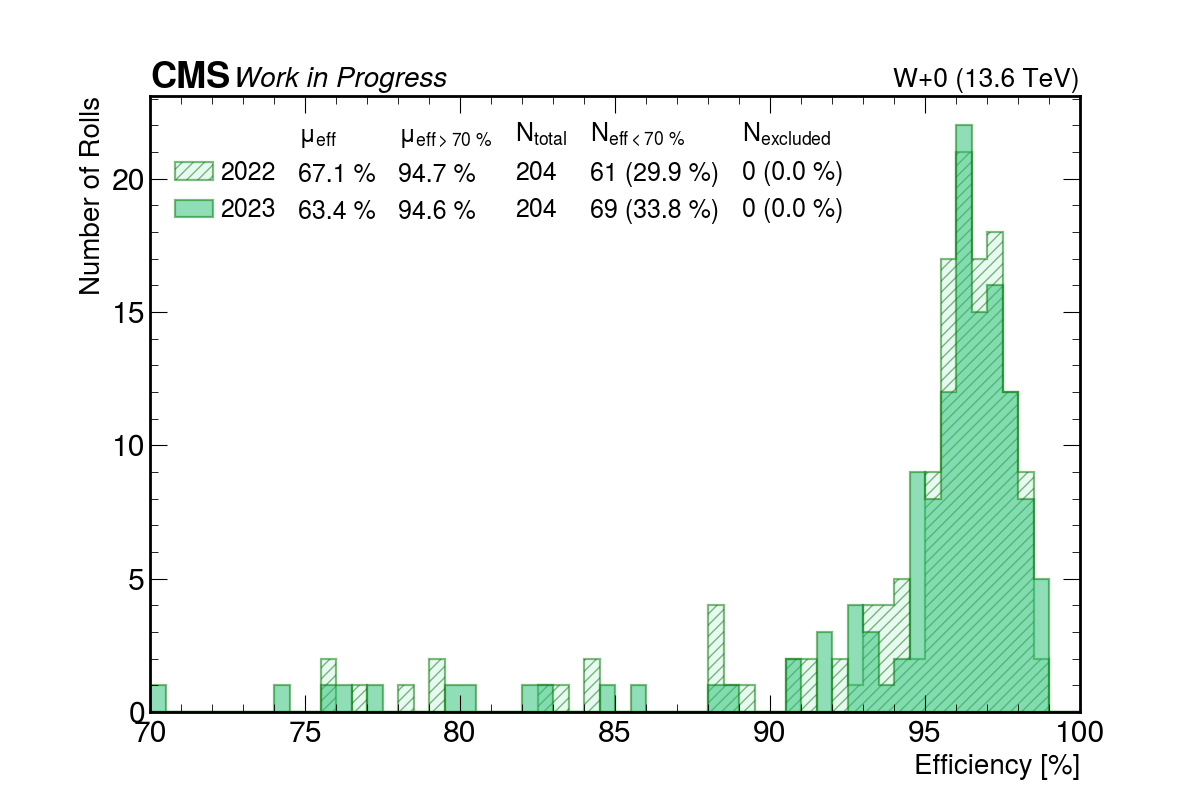 CMS Work in Progress W+0 (13.6 TeV)
Number of Rolls
μeff μeff > 70 % Ntotal Neff < 70 % Nexcluded
2022 67.1 % 94.7 % 204 61 (29.9 %) 0 (0.0 %)
2023 63.4 % 94.6 % 204 69 (33.8 %) 0 (0.0 %)
20
15
10
5
0
70 75 80 85 90 95 100
Efficiency [%]